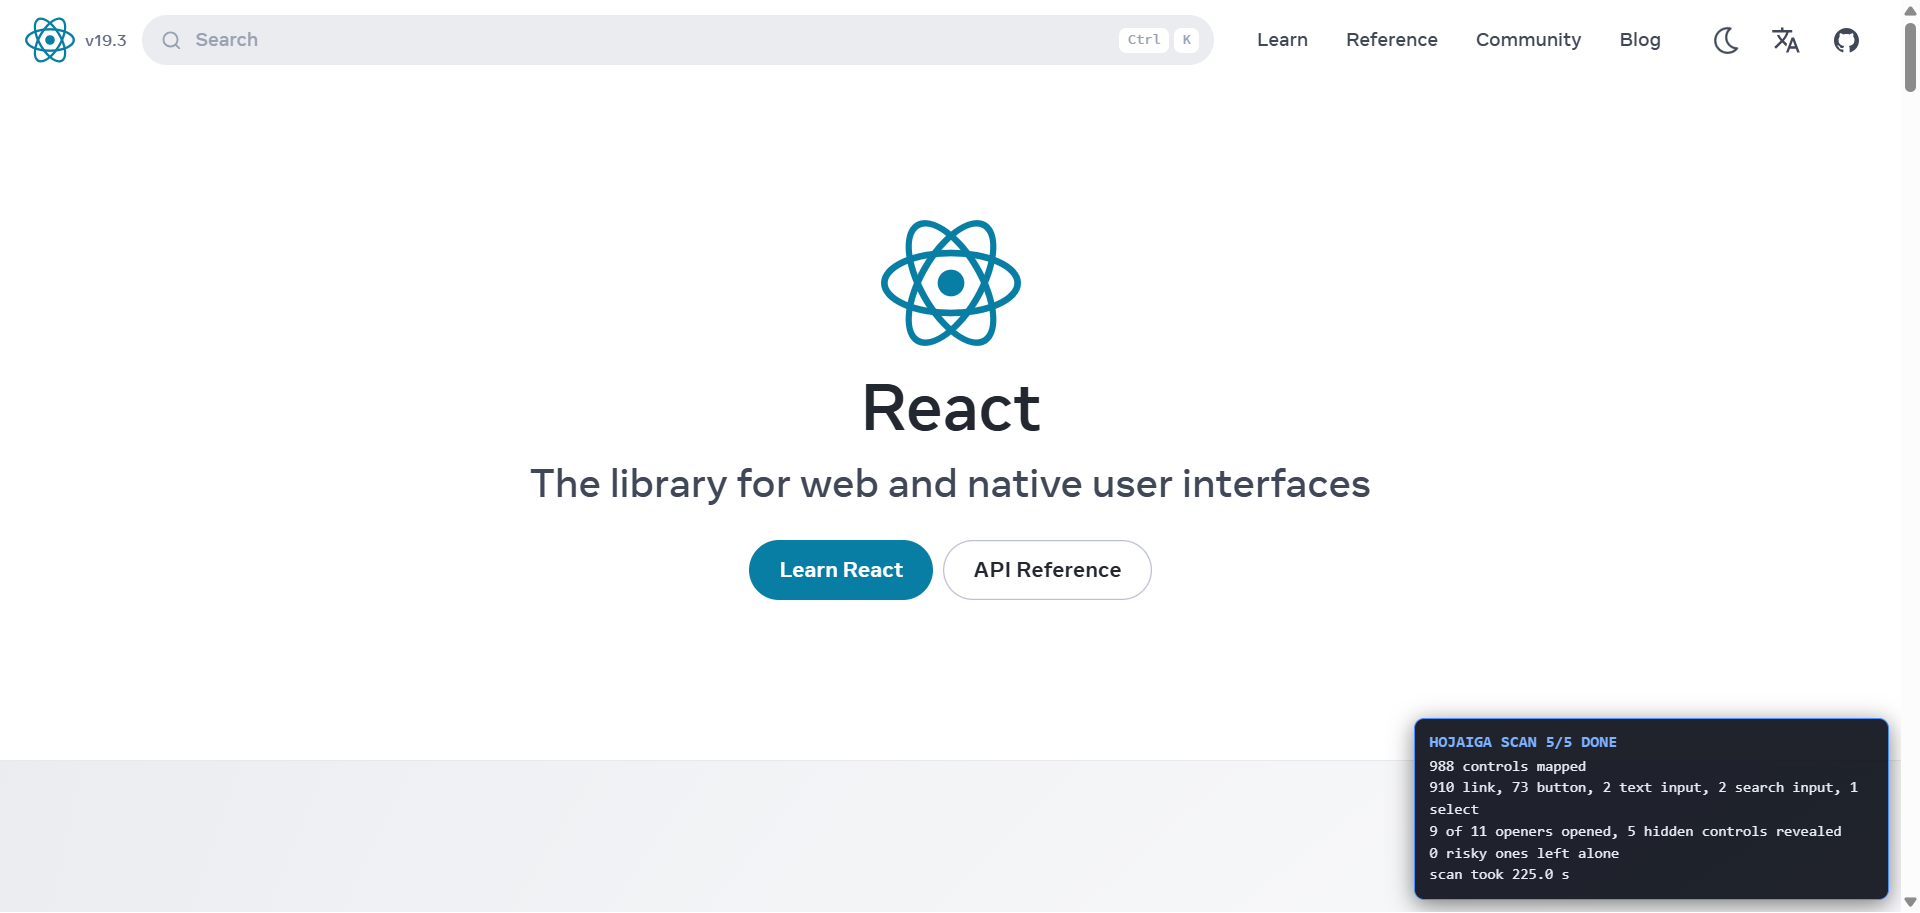 v19.3
Search
Ctrl K
Learn
Reference
Community
Blog
React
The library for web and native user interfaces
Learn React
API Reference
HOJAIGA SCAN 5/5 DONE
988 controls mapped
910 link, 73 button, 2 text input, 2 search input, 1
select
9 of 11 openers opened, 5 hidden controls revealed
0 risky ones left alone
scan took 225.0 s